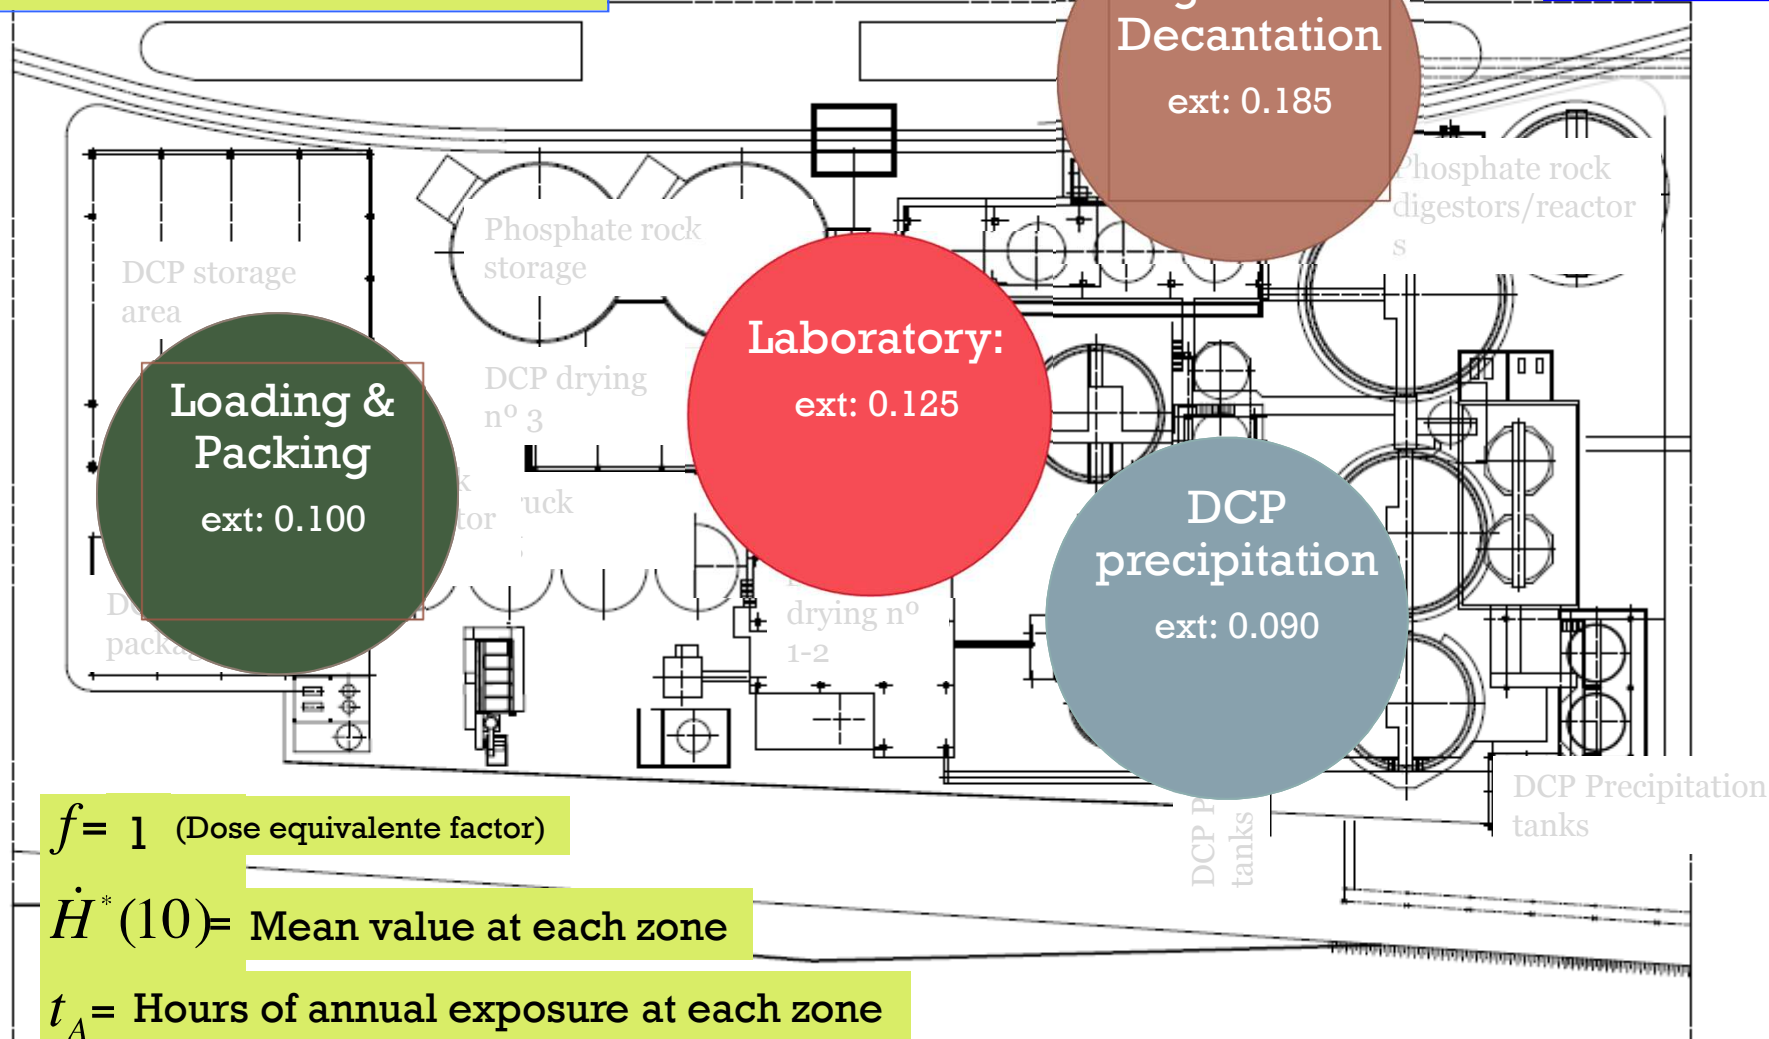 Decantation
ext: 0.185
Phosphate rock
digestors/reactor
s
Phosphate rock
storage
DCP storage
area
Laboratory:
ext: 0.125
DCP drying
nº 3
Loading &
Packing
ext: 0.100
DCP
precipitation
ext: 0.090
drying nº
1-2
DCP Precipitation
tanks
tanks
f = 1 (Dose equivalente factor)
Ḣ*(10)= Mean value at each zone
t_A = Hours of annual exposure at each zone